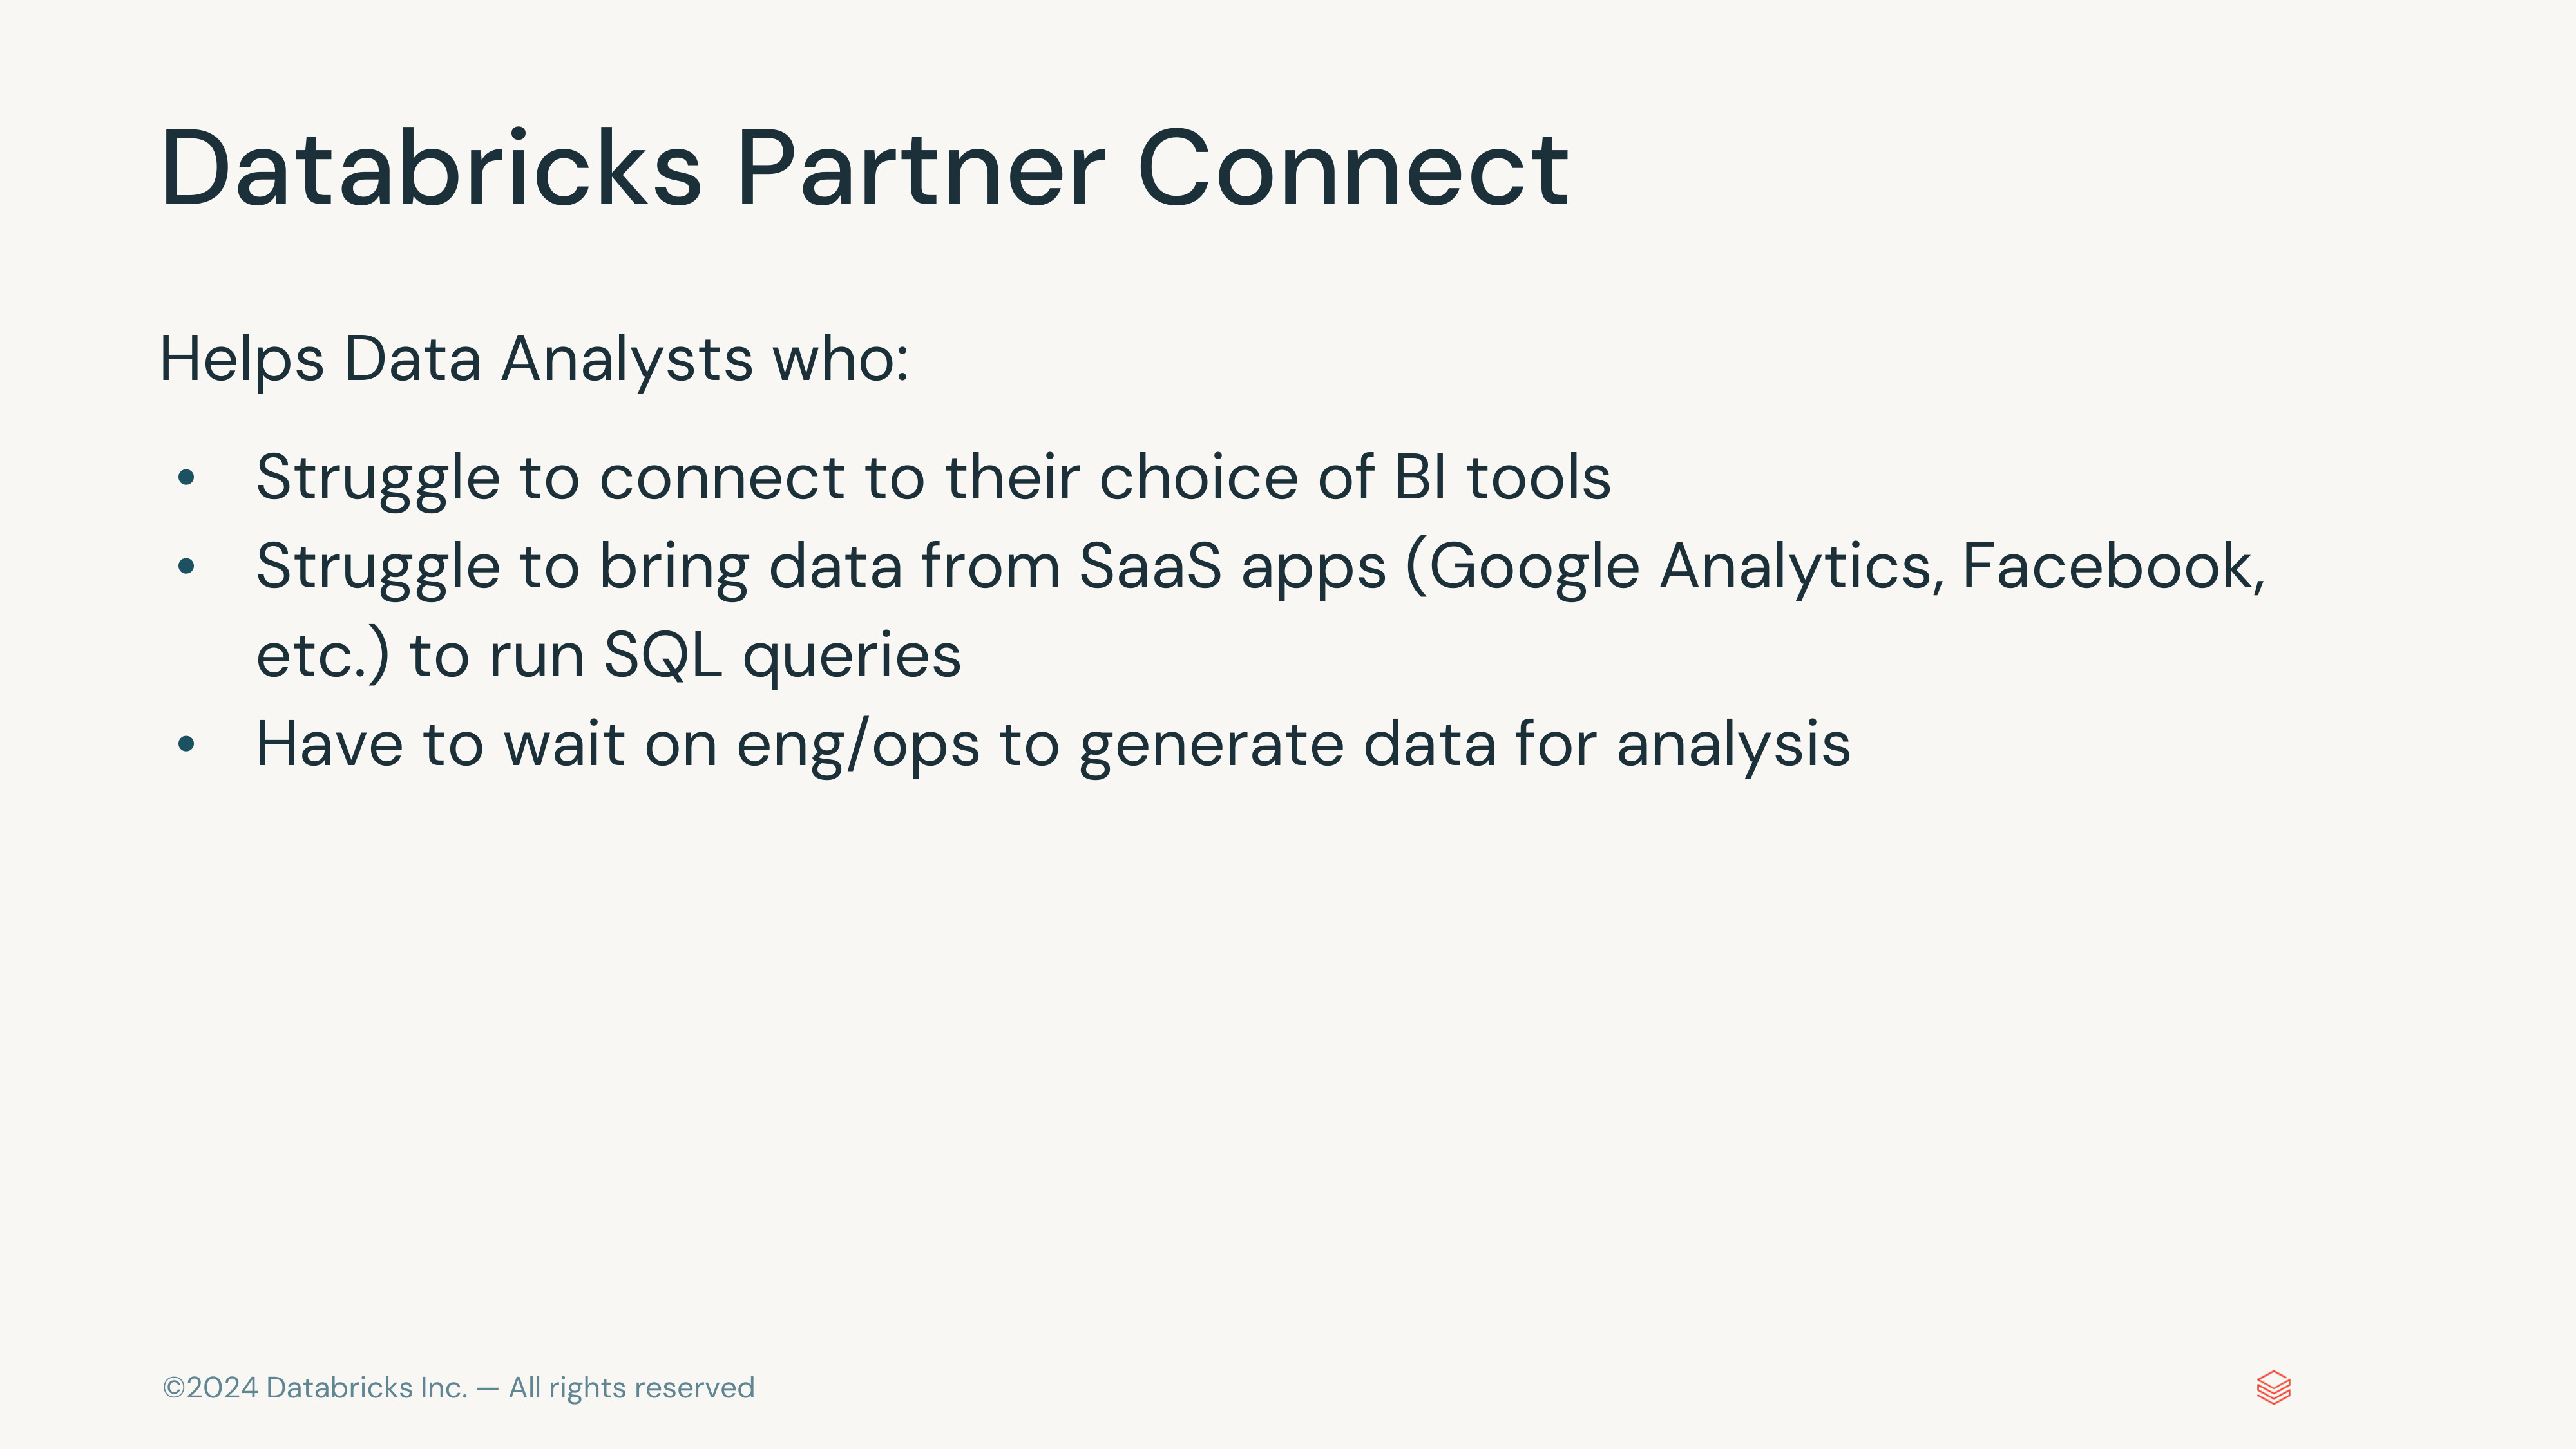 Databricks Partner Connect
Helps Data Analysts who:
• Struggle to connect to their choice of BI tools
• Struggle to bring data from SaaS apps (Google Analytics, Facebook,
etc.) to run SQL queries
• Have to wait on eng/ops to generate data for analysis
©2024 Databricks Inc. — All rights reserved